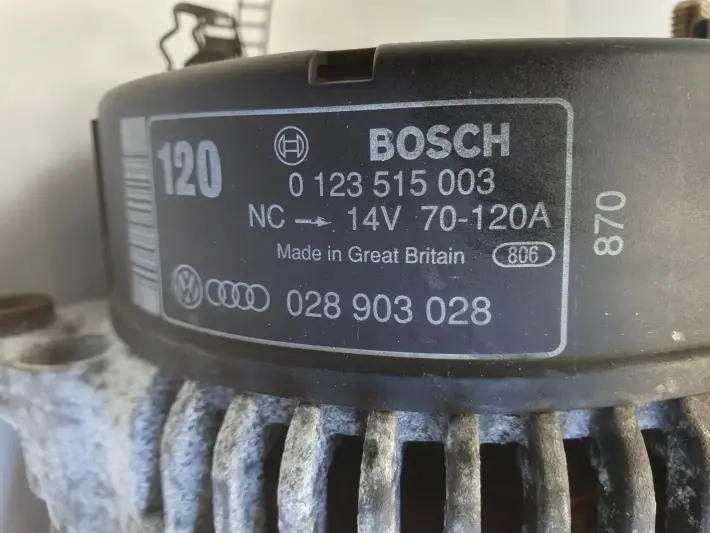 120
BOSCH
0 123 515 003
NC → 14V 70-120A
Made in Great Britain 806
028 903 028
870